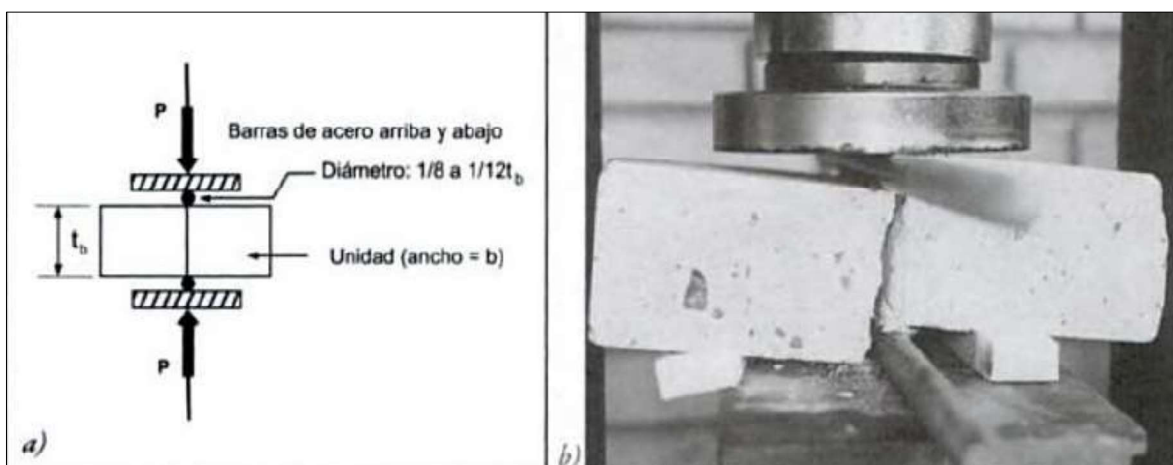 P
Barras de acero arriba y abajo
Diámetro: 1/8 a 1/12t_b
t_b
Unidad (ancho = b)
P
a)
b)